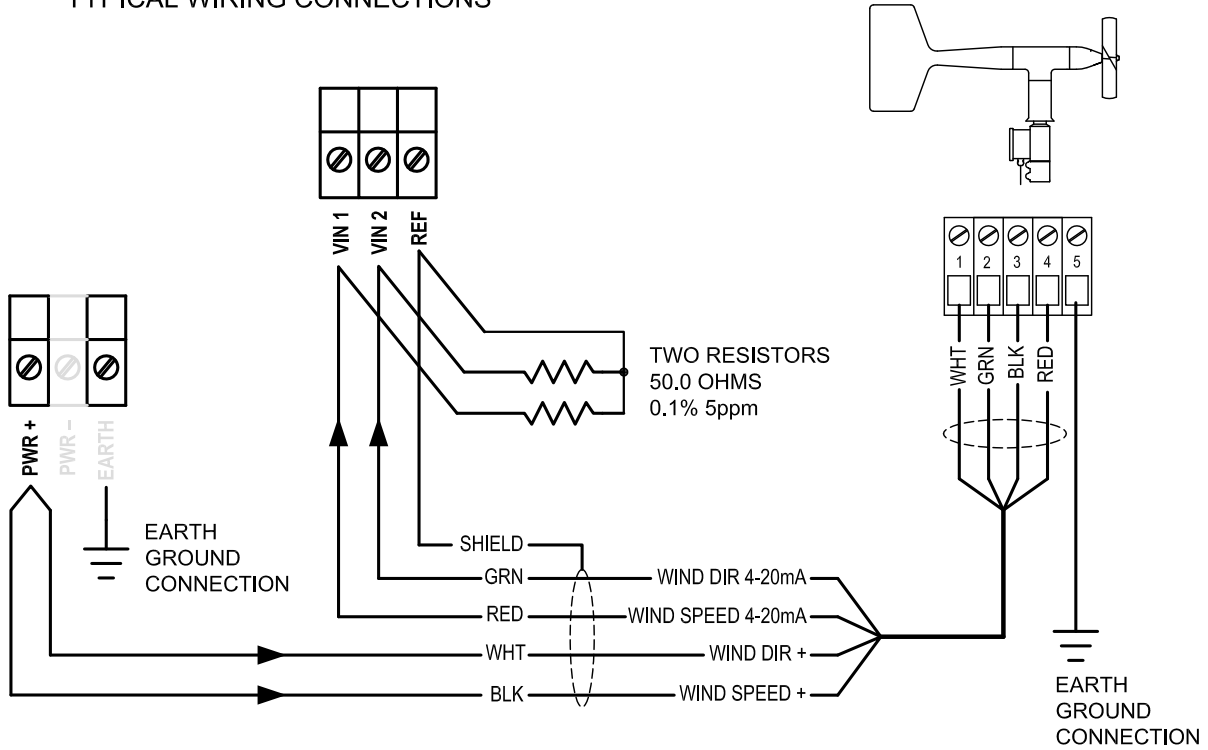 TYPICAL WIRING CONNECTIONS
VIN 1
VIN 2
REF
1 2 3 4 5
WHT
GRN
BLK
RED
TWO RESISTORS
50.0 OHMS
0.1% 5ppm
PWR +
PWR –
EARTH
EARTH
GROUND
CONNECTION
SHIELD
GRN WIND DIR 4-20mA
RED WIND SPEED 4-20mA
WHT WIND DIR +
BLK WIND SPEED +
EARTH
GROUND
CONNECTION